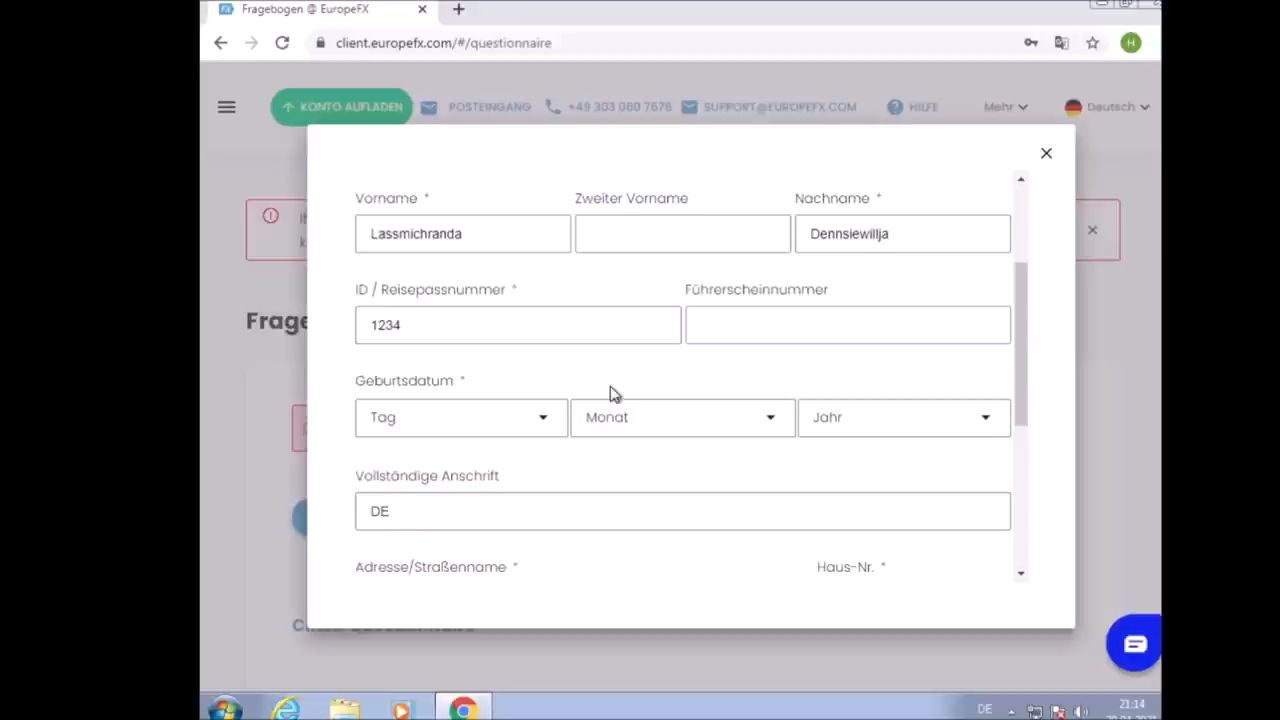 Fragebogen @ EuropeFX
client.europefx.com/#/questionnaire
H
KONTO AUFLADEN POSTEINGANG +49 303 080 7676 SUPPORT@EUROPEFX.COM HILFE Mehr Deutsch
Vorname * Zweiter Vorname Nachname *
Lassmichranda Dennsiewillja
ID / Reisepassnummer * Führerscheinnummer
1234
Geburtsdatum *
Tag Monat Jahr
Vollständige Anschrift
DE
Adresse/Straßenname * Haus-Nr. *
DE 21:14